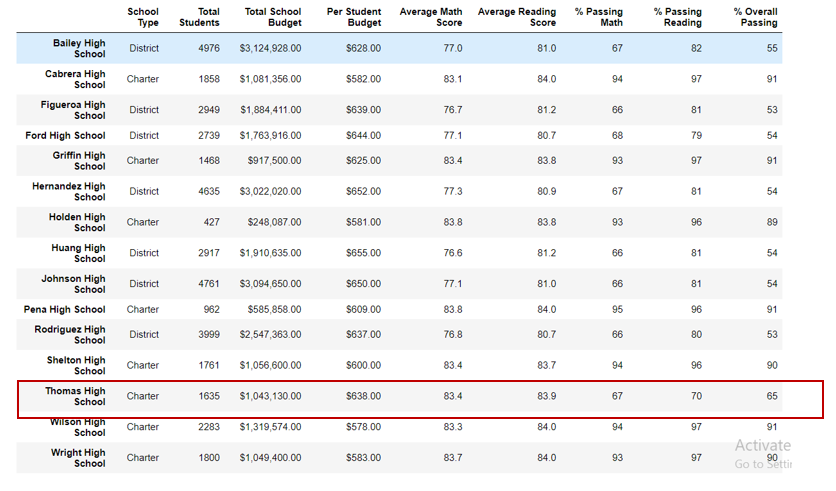 School Type Total Students Total School Budget Per Student Budget Average Math Score Average Reading Score % Passing Math % Passing Reading % Overall Passing
Bailey High School District 4976 $3,124,928.00 $628.00 77.0 81.0 67 82 55
Cabrera High School Charter 1858 $1,081,356.00 $582.00 83.1 84.0 94 97 91
Figueroa High School District 2949 $1,884,411.00 $639.00 76.7 81.2 66 81 53
Ford High School District 2739 $1,763,916.00 $644.00 77.1 80.7 68 79 54
Griffin High School Charter 1468 $917,500.00 $625.00 83.4 83.8 93 97 91
Hernandez High School District 4635 $3,022,020.00 $652.00 77.3 80.9 67 81 54
Holden High School Charter 427 $248,087.00 $581.00 83.8 83.8 93 96 89
Huang High School District 2917 $1,910,635.00 $655.00 76.6 81.2 66 81 54
Johnson High School District 4761 $3,094,650.00 $650.00 77.1 81.0 66 81 54
Pena High School Charter 962 $585,858.00 $609.00 83.8 84.0 95 96 91
Rodriguez High School District 3999 $2,547,363.00 $637.00 76.8 80.7 66 80 53
Shelton High School Charter 1761 $1,056,600.00 $600.00 83.4 83.7 94 96 90
Thomas High School Charter 1635 $1,043,130.00 $638.00 83.4 83.9 67 70 65
Wilson High School Charter 2283 $1,319,574.00 $578.00 83.3 84.0 94 97 91
Wright High School Charter 1800 $1,049,400.00 $583.00 83.7 84.0 93 97 90
Activate
Go to Settin